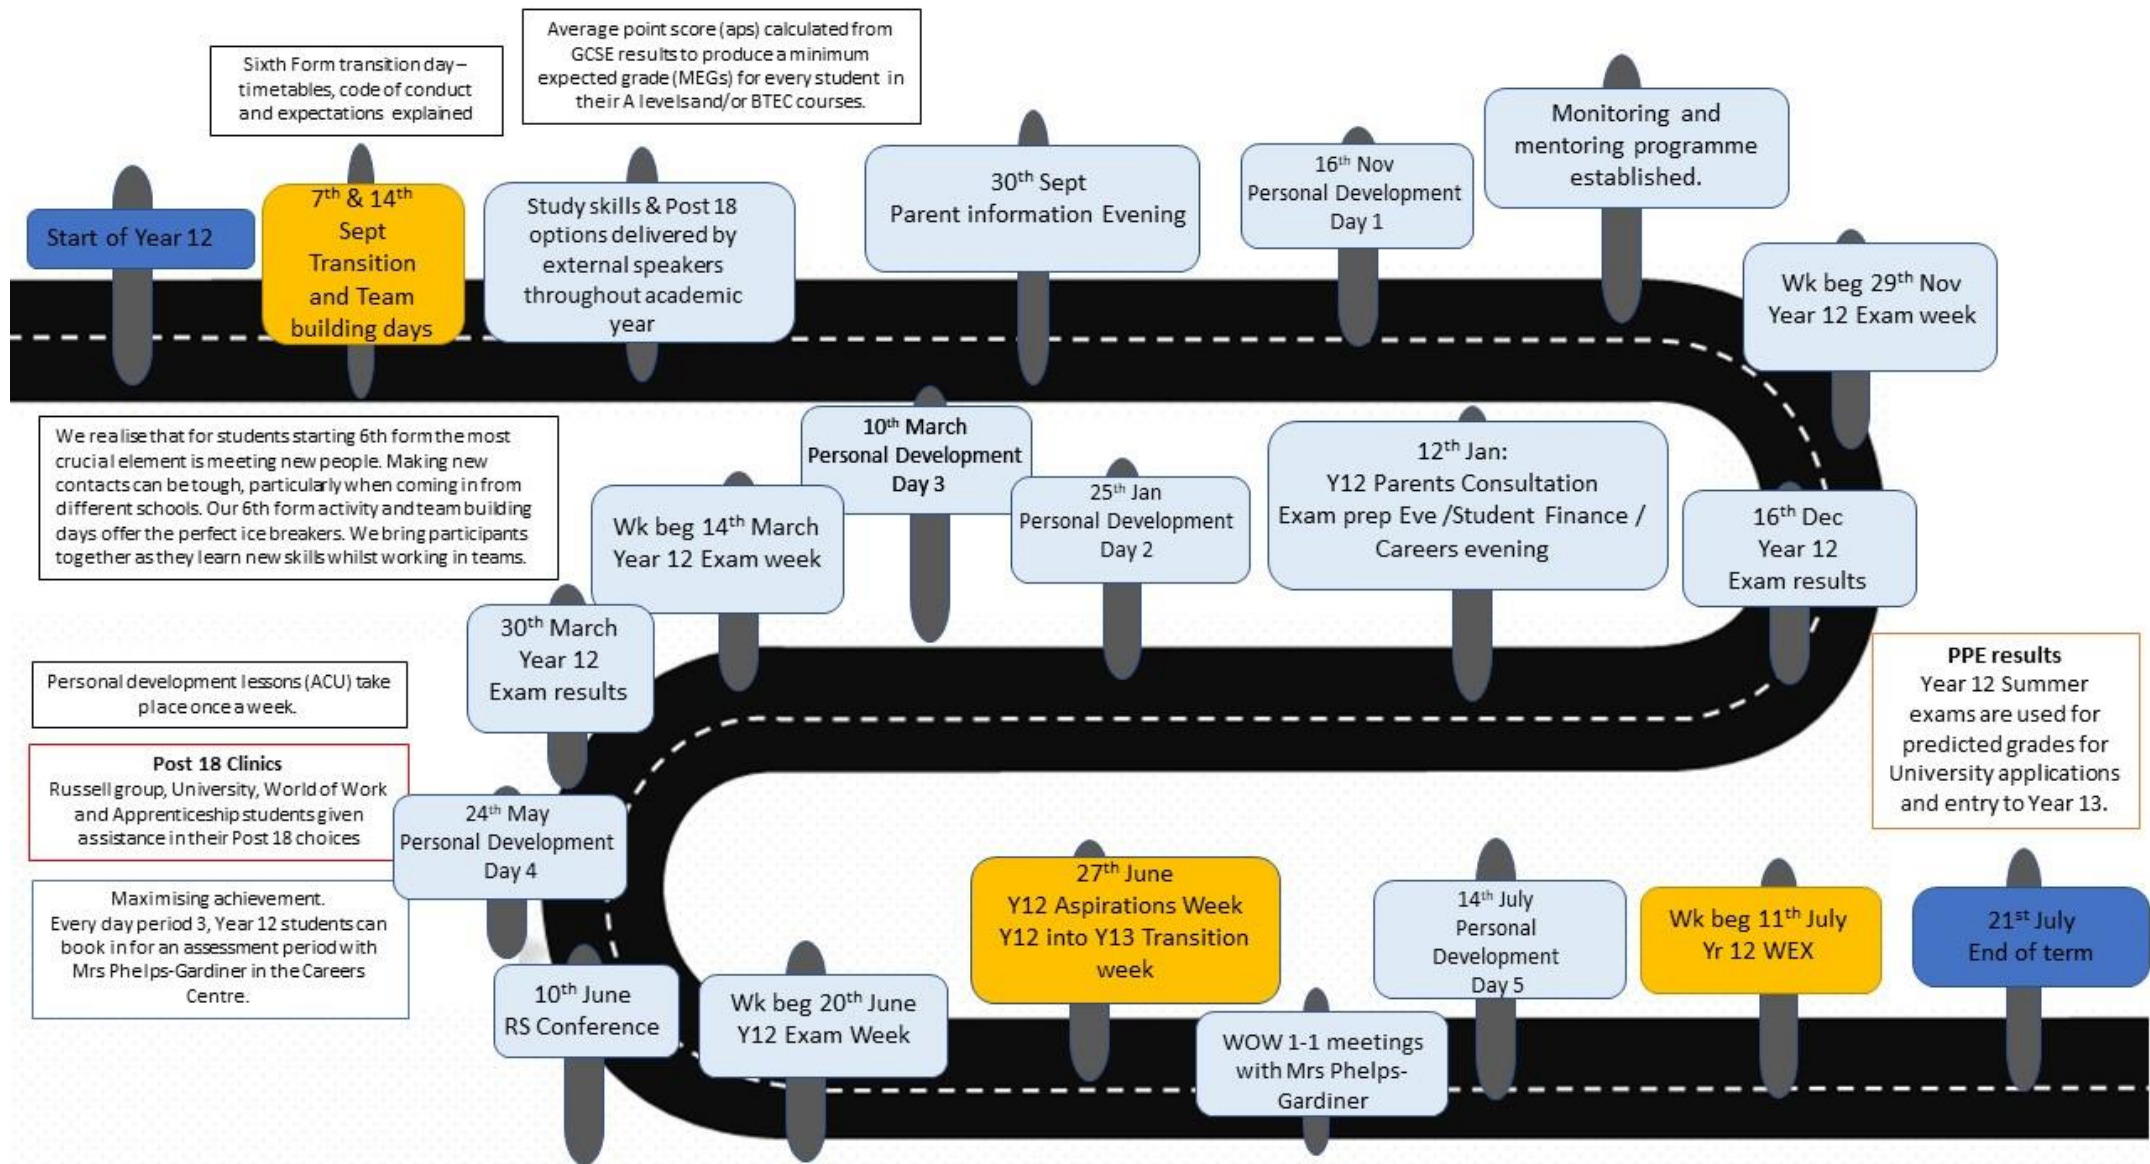 Sixth Form transition day –
timetables, code of conduct
and expectations explained
Average point score (aps) calculated from
GCSE results to produce a minimum
expected grade (MEGs) for every student in
their A levels and/or BTEC courses.
Start of Year 12
7th & 14th
Sept
Transition
and Team
building days
Study skills & Post 18
options delivered by
external speakers
throughout academic
year
30th Sept
Parent information Evening
16th Nov
Personal Development
Day 1
Monitoring and
mentoring programme
established.
Wk beg 29th Nov
Year 12 Exam week
16th Dec
Year 12
Exam results
12th Jan:
Y12 Parents Consultation
Exam prep Eve /Student Finance /
Careers evening
25th Jan
Personal Development
Day 2
10th March
Personal Development
Day 3
Wk beg 14th March
Year 12 Exam week
30th March
Year 12
Exam results
We realise that for students starting 6th form the most
crucial element is meeting new people. Making new
contacts can be tough, particularly when coming in from
different schools. Our 6th form activity and team building
days offer the perfect ice breakers. We bring participants
together as they learn new skills whilst working in teams.
Personal development lessons (ACU) take
place once a week.
Post 18 Clinics
Russell group, University, World of Work
and Apprenticeship students given
assistance in their Post 18 choices
Maximising achievement.
Every day period 3, Year 12 students can
book in for an assessment period with
Mrs Phelps-Gardiner in the Careers
Centre.
PPE results
Year 12 Summer
exams are used for
predicted grades for
University applications
and entry to Year 13.
24th May
Personal Development
Day 4
10th June
RS Conference
Wk beg 20th June
Y12 Exam Week
27th June
Y12 Aspirations Week
Y12 into Y13 Transition
week
WOW 1-1 meetings
with Mrs Phelps-
Gardiner
14th July
Personal
Development
Day 5
Wk beg 11th July
Yr 12 WEX
21st July
End of term